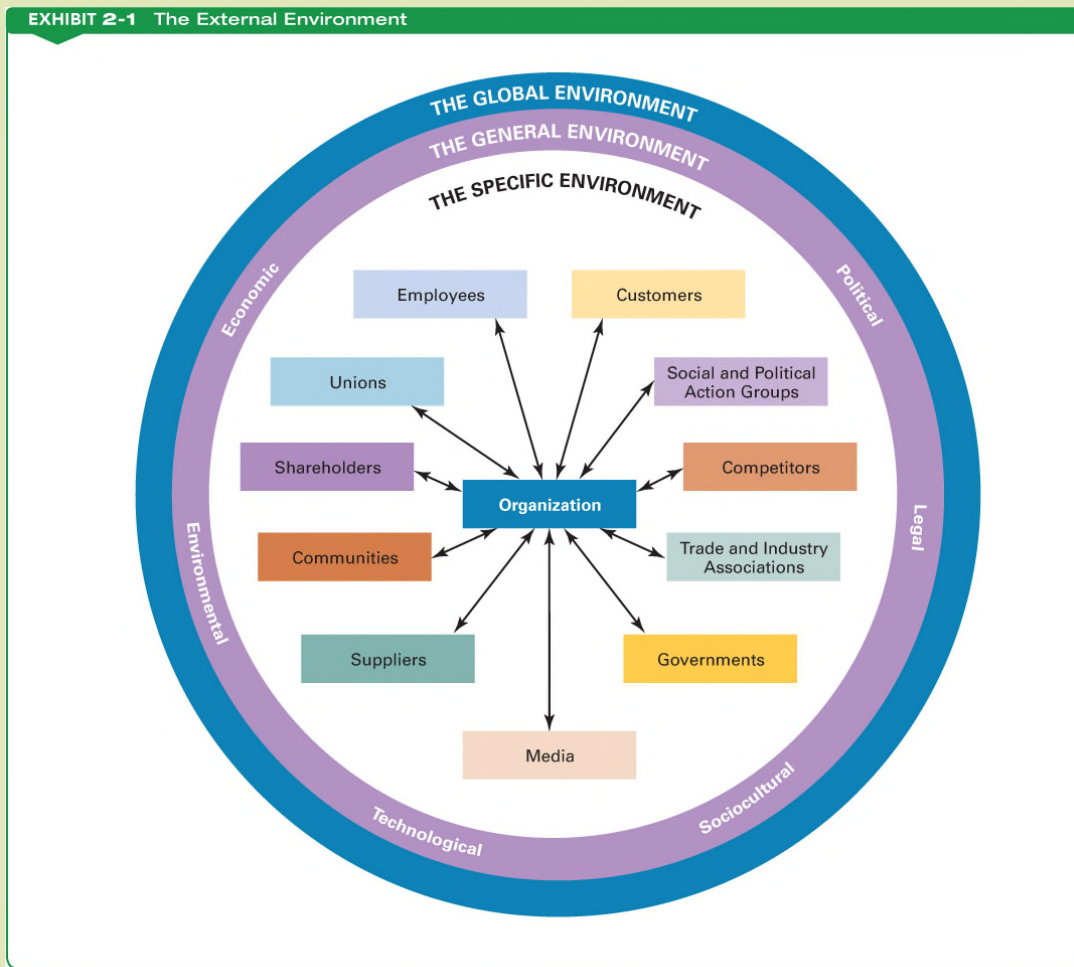 EXHIBIT 2-1 The External Environment
THE GLOBAL ENVIRONMENT
THE GENERAL ENVIRONMENT
THE SPECIFIC ENVIRONMENT
Economic
Political
Employees
Customers
Unions
Social and Political
Action Groups
Shareholders
Competitors
Organization
Legal
Environmental
Communities
Trade and Industry
Associations
Suppliers
Governments
Media
Technological
Sociocultural